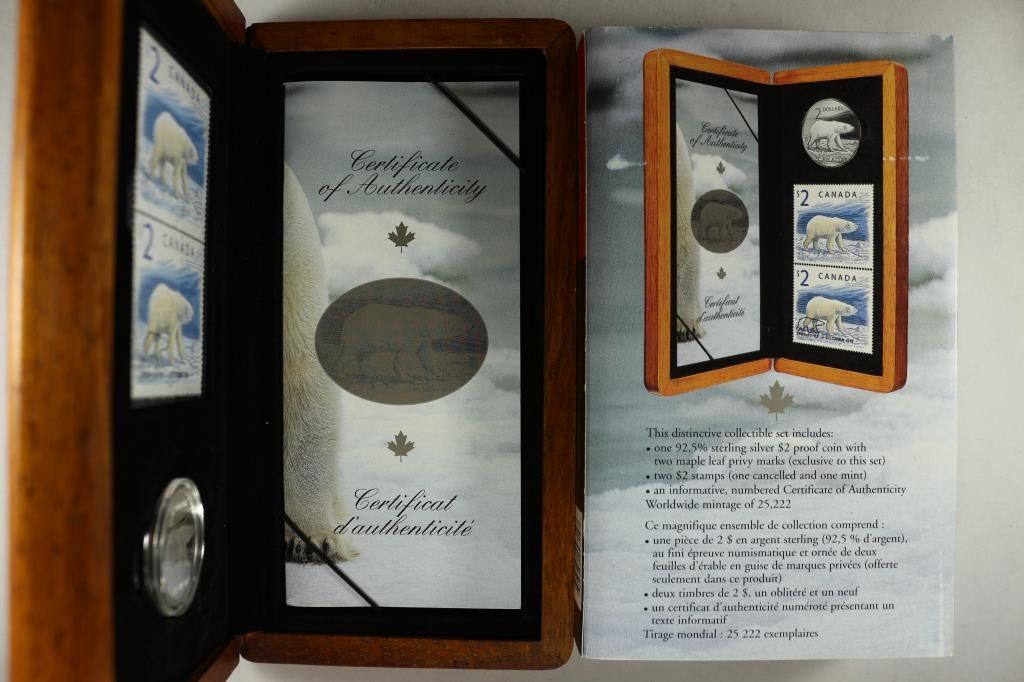 2
CANADA
2
CANADA
Certificate
of Authenticity
Certificat
d'authenticité
Certificate
of Authenticity
Certificat
d'authenticité
2 DOLLARS
CANADA
$2 CANADA
$2 CANADA
OTTAWA ON
This distinctive collectible set includes:
• one 92,5% sterling silver $2 proof coin with
two maple leaf privy marks (exclusive to this set)
• two $2 stamps (one cancelled and one mint)
• an informative, numbered Certificate of Authenticity
Worldwide mintage of 25,222
Ce magnifique ensemble de collection comprend :
• une pièce de 2 $ en argent sterling (92,5 % d'argent),
au fini épreuve numismatique et ornée de deux
feuilles d'érable en guise de marques privées (offerte
seulement dans ce produit)
• deux timbres de 2 $, un oblitéré et un neuf
• un certificat d'authenticité numéroté présentant un
texte informatif
Tirage mondial : 25 222 exemplaires